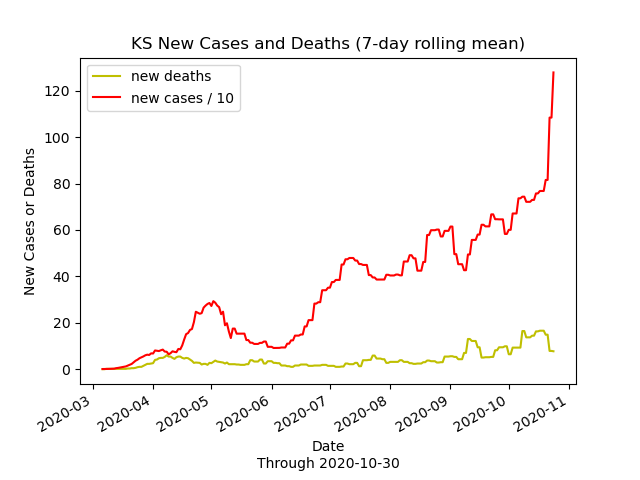 KS New Cases and Deaths (7-day rolling mean)
new deaths
new cases / 10
New Cases or Deaths
120
100
80
60
40
20
0
2020-03
2020-04
2020-05
2020-06
2020-07
2020-08
2020-09
2020-10
2020-11
Date
Through 2020-10-30